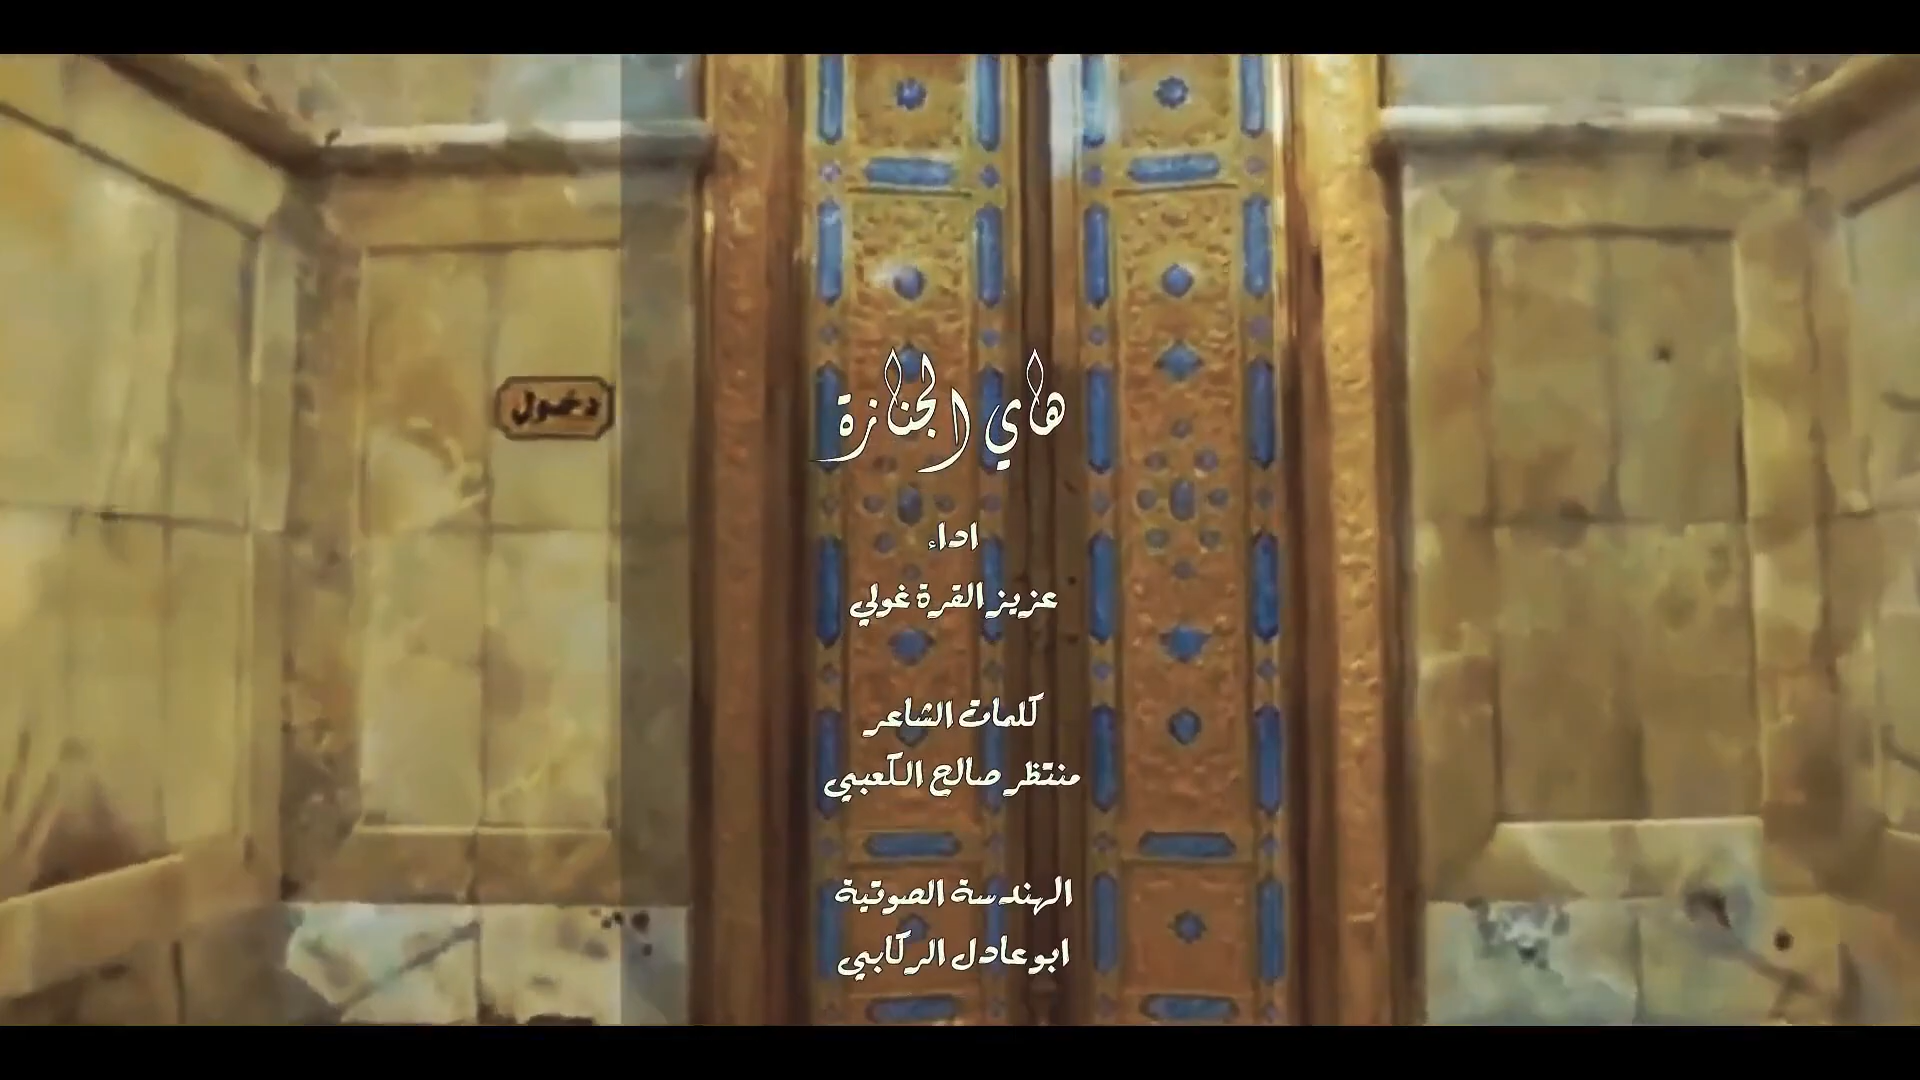 دخول
هاي الجنازة
اداء
عزيز القرة غولي
كلمات الشاعر
منتظر صالح الكعبي
الهندسة الصوتية
ابو عادل الركابي